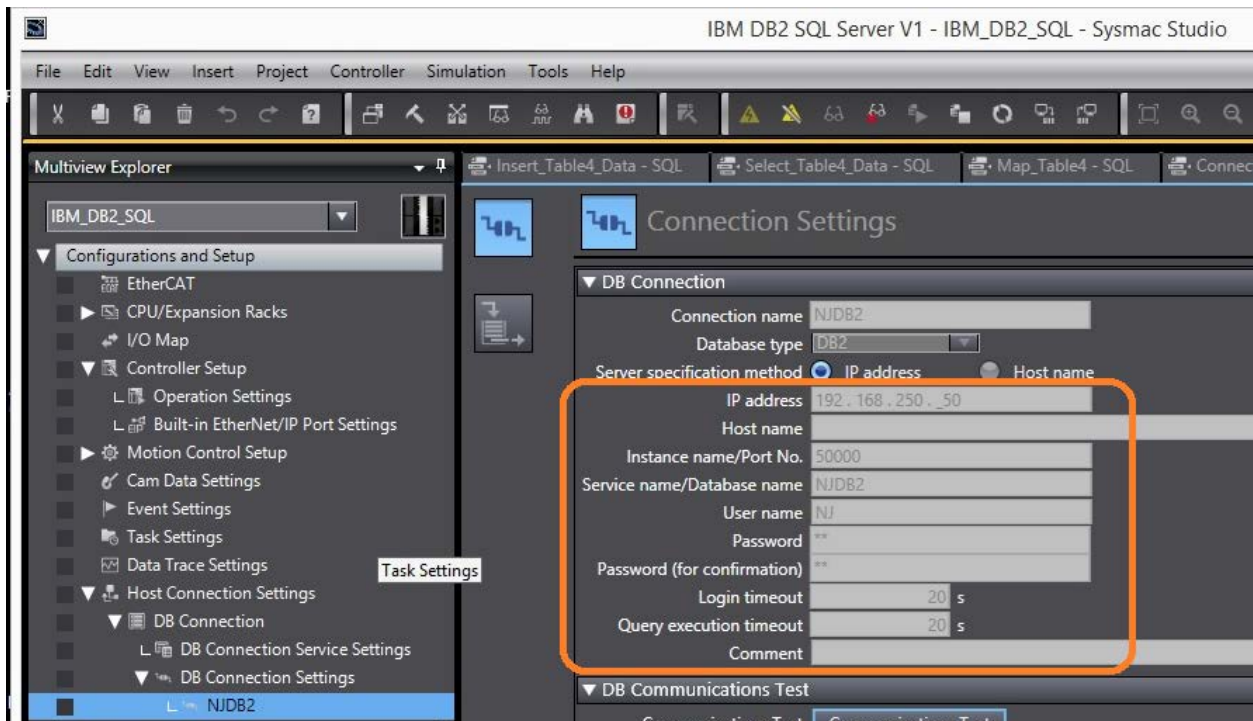 IBM DB2 SQL Server V1 - IBM_DB2_SQL - Sysmac Studio
File Edit View Insert Project Controller Simulation Tools Help
Multiview Explorer
Insert_Table4_Data - SQL Select_Table4_Data - SQL Map_Table4 - SQL Connec
IBM_DB2_SQL
Connection Settings
Configurations and Setup
EtherCAT
CPU/Expansion Racks
I/O Map
Controller Setup
Operation Settings
Built-in EtherNet/IP Port Settings
Motion Control Setup
Cam Data Settings
Event Settings
Task Settings
Data Trace Settings
Task Settings
Host Connection Settings
DB Connection
DB Connection Service Settings
DB Connection Settings
NJDB2
DB Connection
Connection name NJDB2
Database type DB2
Server specification method IP address Host name
IP address 192 . 168 . 250 . _50
Host name
Instance name/Port No. 50000
Service name/Database name NJDB2
User name NJ
Password **
Password (for confirmation) **
Login timeout 20 s
Query execution timeout 20 s
Comment
DB Communications Test